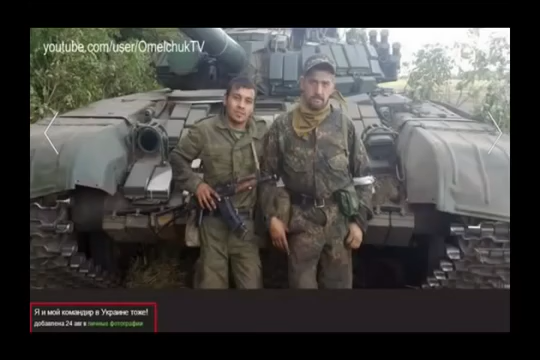 youtube.com/user/OmelchukTV
Я и мой командир в Украине тоже!
добавлена 24 авг в личные фотографии